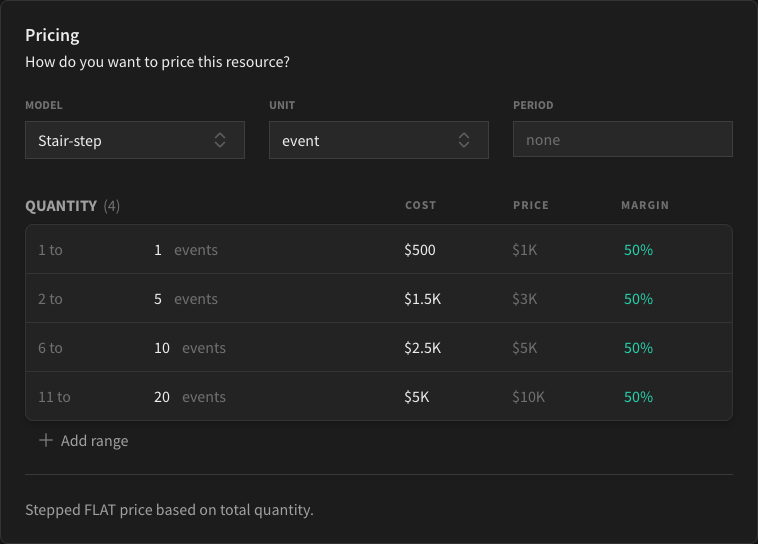 Pricing
How do you want to price this resource?
MODEL UNIT PERIOD
Stair-step event none
QUANTITY (4) COST PRICE MARGIN
1 to 1 events $500 $1K 50%
2 to 5 events $1.5K $3K 50%
6 to 10 events $2.5K $5K 50%
11 to 20 events $5K $10K 50%
Add range
Stepped FLAT price based on total quantity.